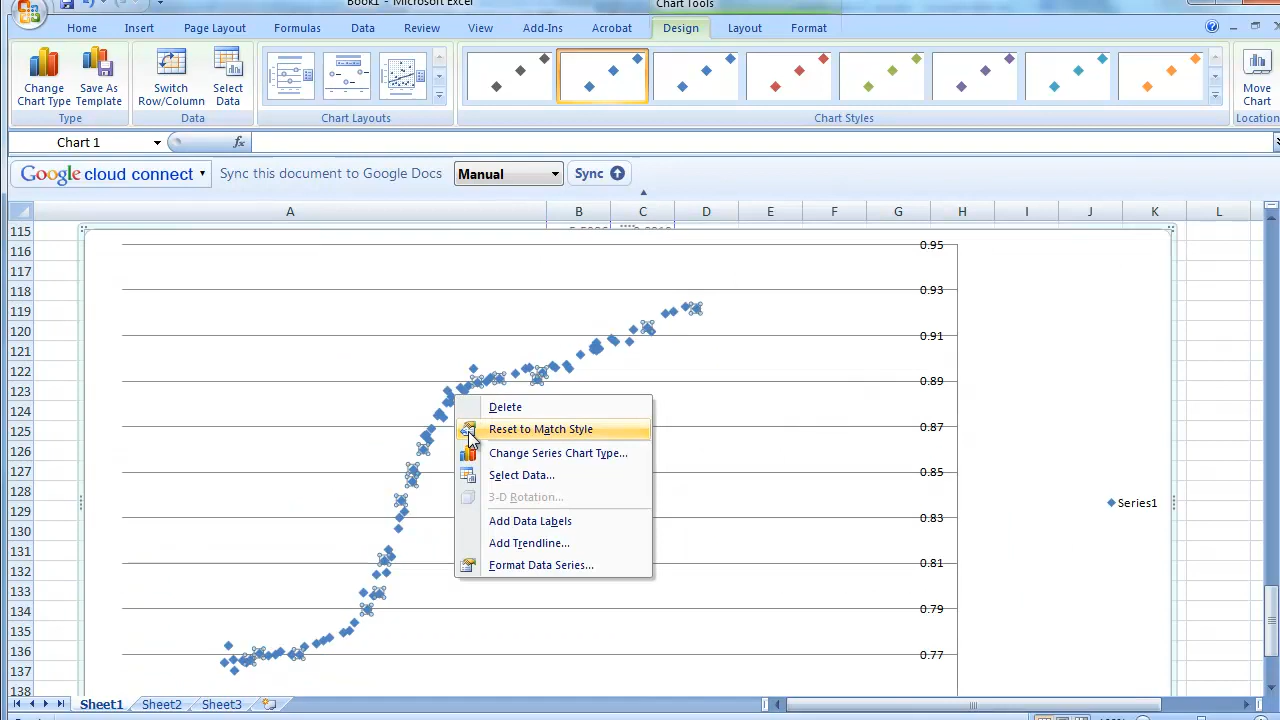 Book1 - Microsoft Excel
Chart Tools
Home Insert Page Layout Formulas Data Review View Add-Ins Acrobat Design Layout Format
Change Chart Type
Save As Template
Switch Row/Column
Select Data
Move Chart
Type Data Chart Layouts Chart Styles Location
Chart 1 fx
Google cloud connect Sync this document to Google Docs Manual Sync
A B C D E F G H I J K L
115
116
117
118
119
120
121
122
123
124
125
126
127
128
129
130
131
132
133
134
135
136
137
138
0.95
0.93
0.91
0.89
0.87
0.85
0.83
0.81
0.79
0.77
Series1
Delete
Reset to Match Style
Change Series Chart Type...
Select Data...
3-D Rotation...
Add Data Labels
Add Trendline...
Format Data Series...
Sheet1 Sheet2 Sheet3